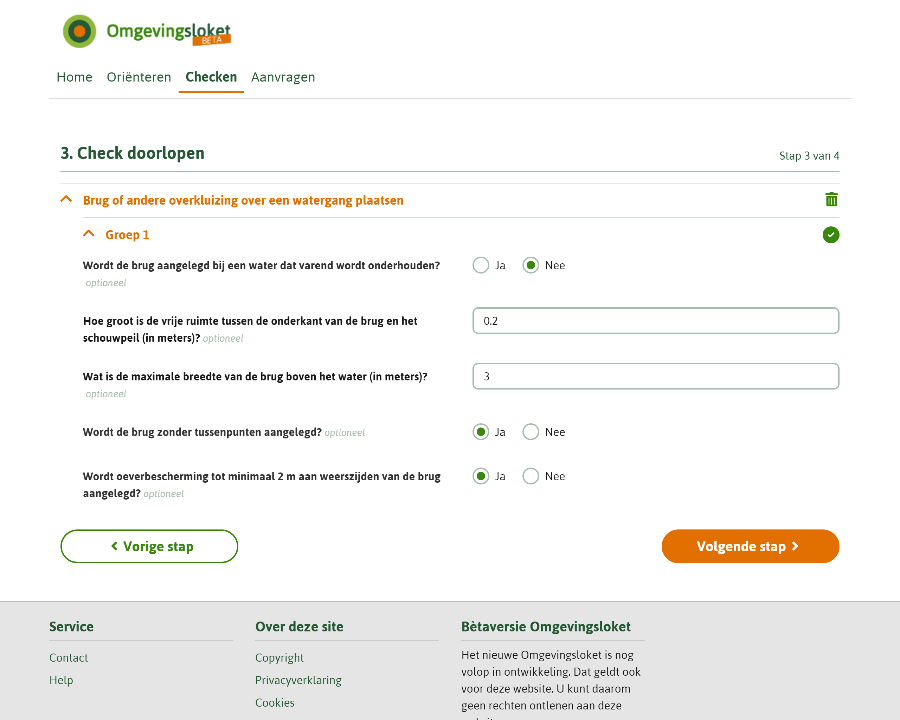 Omgevingsloket
BETA
Home Oriënteren Checken Aanvragen
3. Check doorlopen
Stap 3 van 4
Brug of andere overkluizing over een watergang plaatsen
Groep 1
Wordt de brug aangelegd bij een water dat varend wordt onderhouden?
optioneel
Ja Nee
Hoe groot is de vrije ruimte tussen de onderkant van de brug en het
schouwpeil (in meters)? optioneel
0.2
Wat is de maximale breedte van de brug boven het water (in meters)?
optioneel
3
Wordt de brug zonder tussenpunten aangelegd? optioneel
Ja Nee
Wordt oeverbescherming tot minimaal 2 m aan weerszijden van de brug
aangelegd? optioneel
Ja Nee
Vorige stap
Volgende stap
Service
Contact
Help
Over deze site
Copyright
Privacyverklaring
Cookies
Bètaversie Omgevingsloket
Het nieuwe Omgevingsloket is nog
volop in ontwikkeling. Dat geldt ook
voor deze website. U kunt daarom
geen rechten ontlenen aan deze